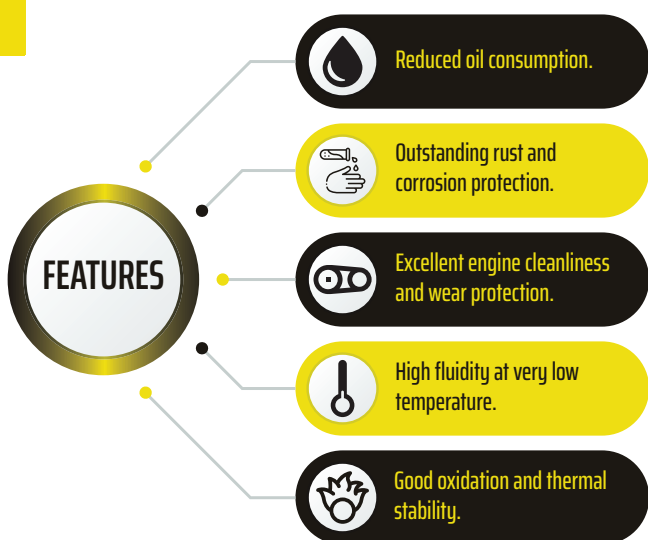 FEATURES
Reduced oil consumption.
Outstanding rust and
corrosion protection.
Excellent engine cleanliness
and wear protection.
High fluidity at very low
temperature.
Good oxidation and thermal
stability.